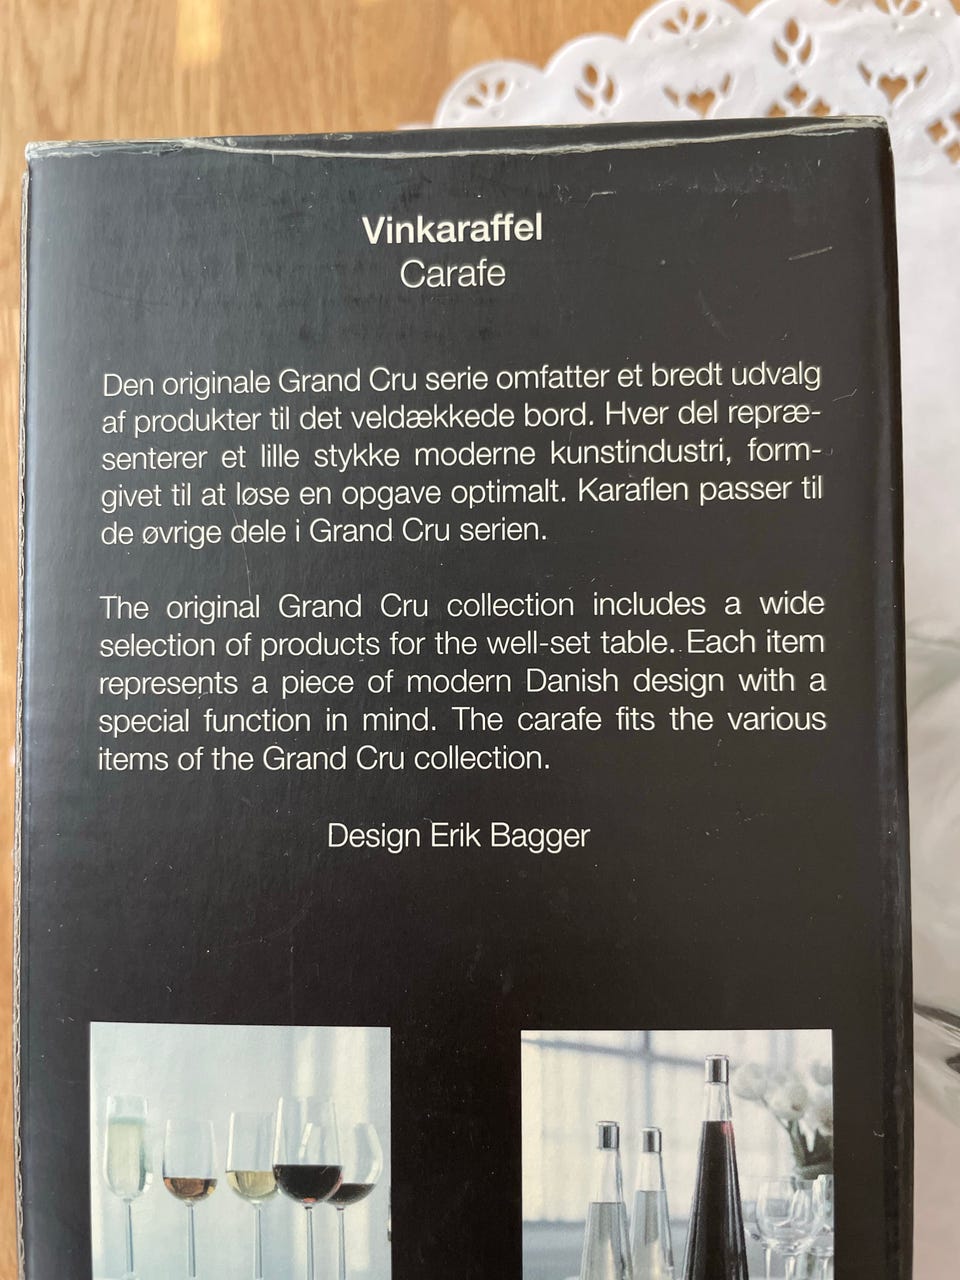 Vinkaraffel
Carafe
Den originale Grand Cru serie omfatter et bredt udvalg
af produkter til det veldækkede bord. Hver del repræ-
senterer et lille stykke moderne kunstindustri, form-
givet til at løse en opgave optimalt. Karaflen passer til
de øvrige dele i Grand Cru serien.
The original Grand Cru collection includes a wide
selection of products for the well-set table. Each item
represents a piece of modern Danish design with a
special function in mind. The carafe fits the various
items of the Grand Cru collection.
Design Erik Bagger